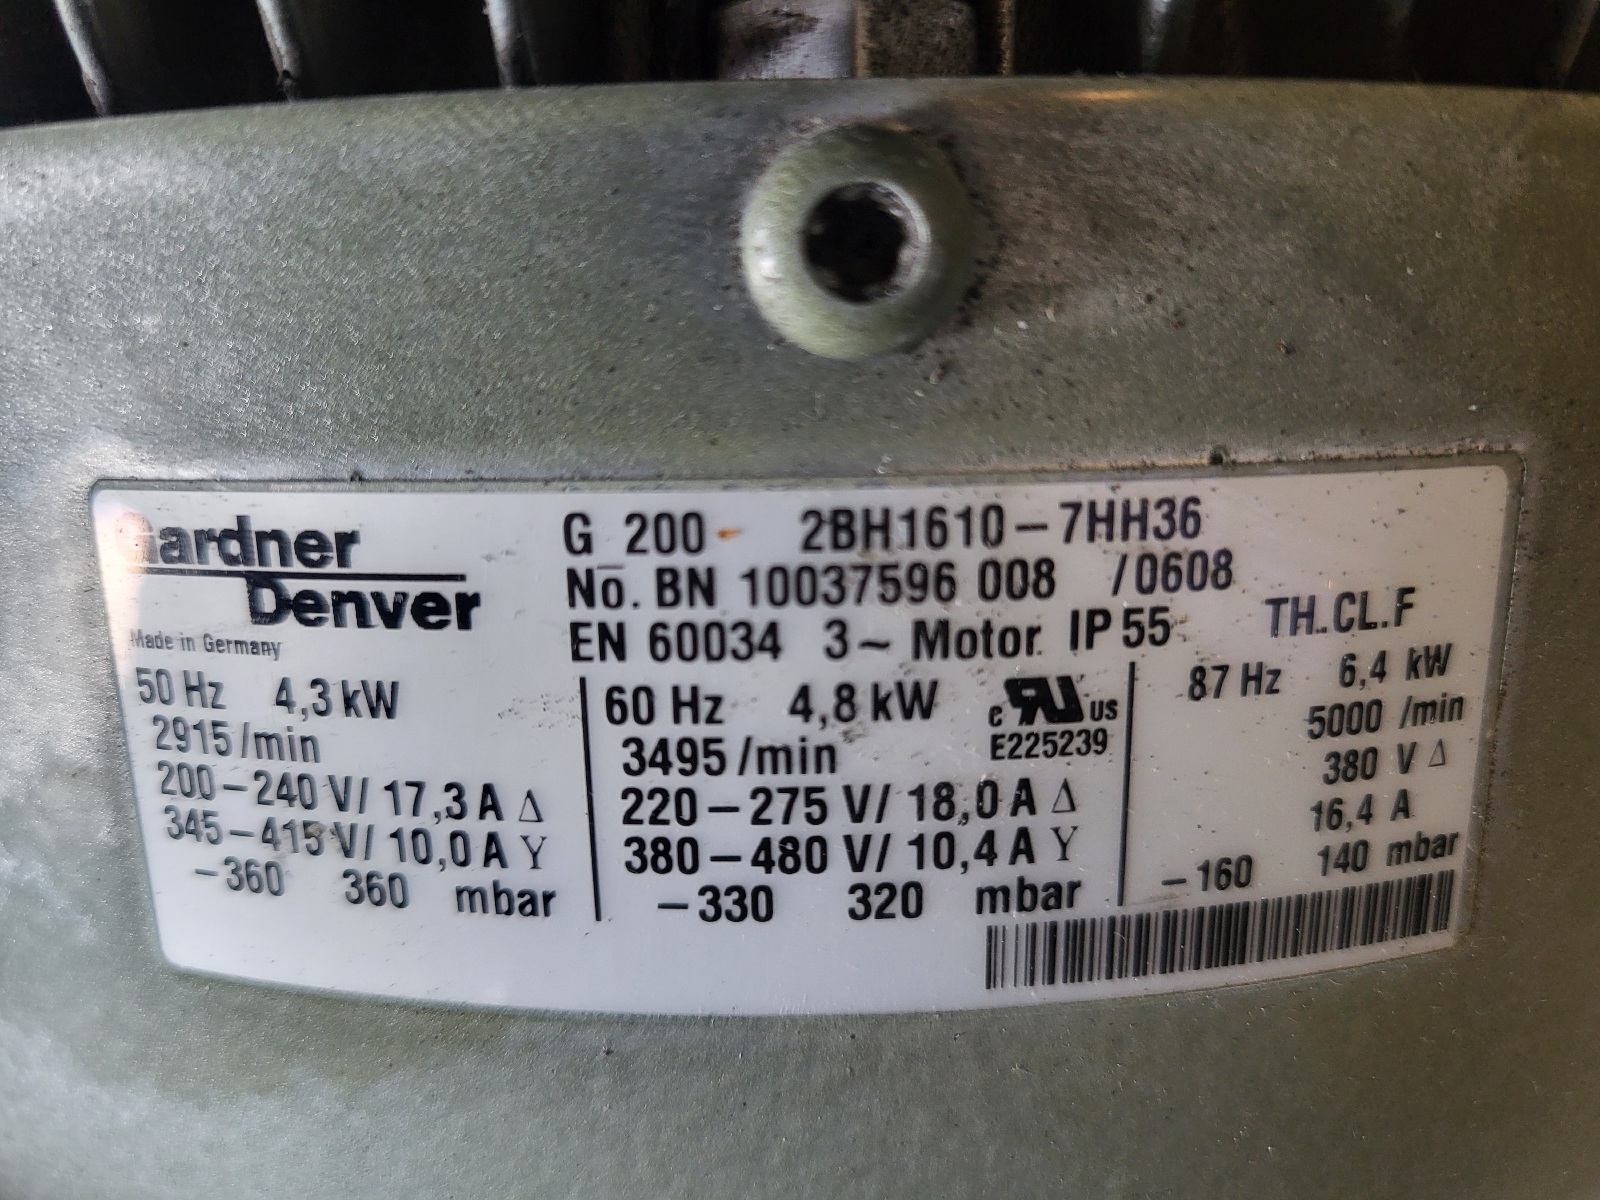 Gardner
Denver
Made in Germany
G 200- 2BH1610-7HH36
No. BN 10037596 008 /0608
EN 60034 3~ Motor IP 55 TH.CL.F
50 Hz 4,3 kW
2915/min
200-240 V/ 17,3 A Δ
345-415 V/ 10,0 A Y
-360 360 mbar
60 Hz 4,8 kW
c RU US
E225239
3495/min
220-275 V/ 18,0 A Δ
380-480 V/ 10,4 A Y
-330 320 mbar
87 Hz 6,4 kW
5000 /min
380 V Δ
16,4 A
-160 140 mbar